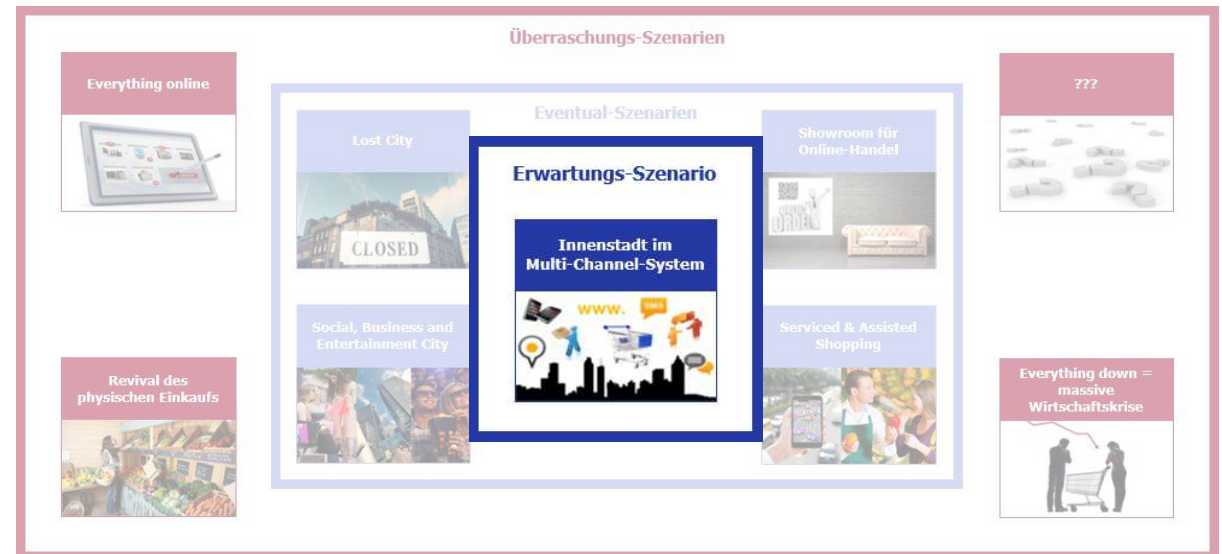 Überraschungs-Szenarien
Everything online
???
Eventual-Szenarien
Lost City
CLOSED
Showroom für
Online-Handel
Erwartungs-Szenario
Innenstadt im
Multi-Channel-System
www.
SMS
Social, Business and
Entertainment City
Serviced & Assisted
Shopping
Revival des
physischen Einkaufs
Everything down =
massive
Wirtschaftskrise